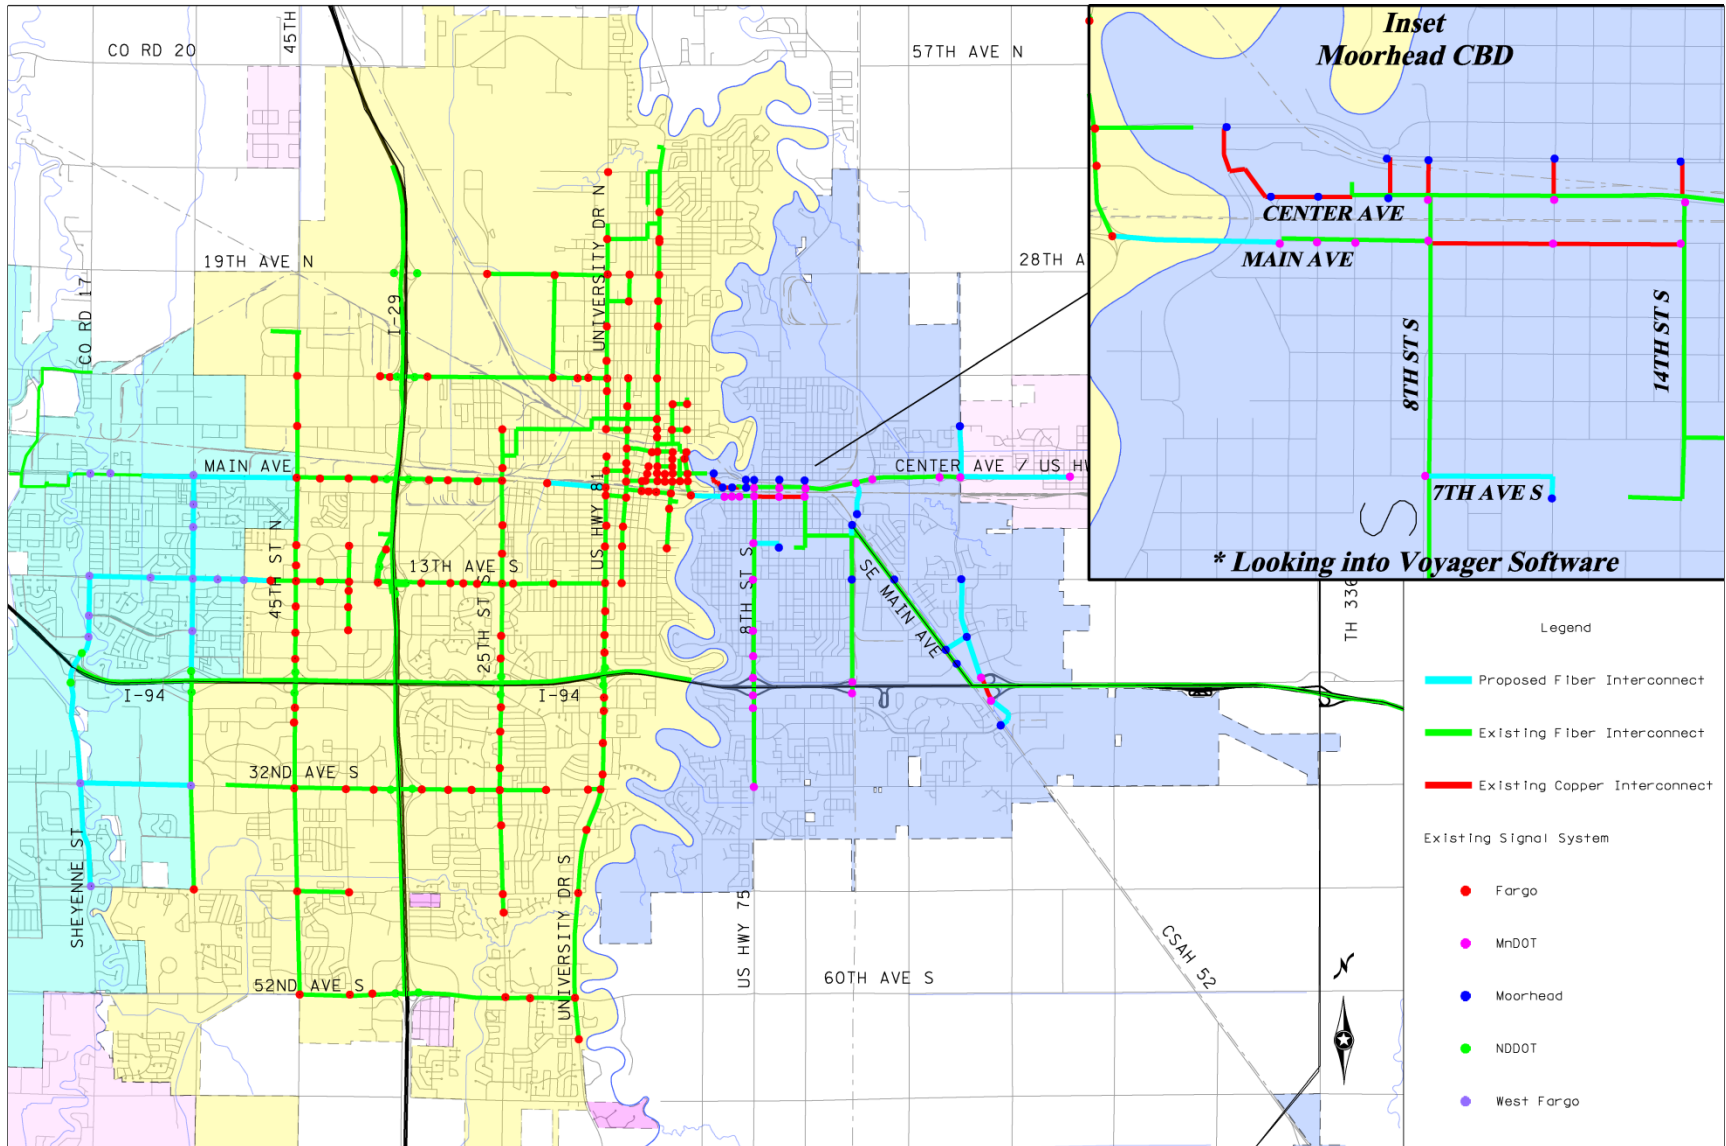 CO RD 20
45TH
57TH AVE N
Inset
Moorhead CBD
CENTER AVE
MAIN AVE
8TH ST S
14TH ST S
7TH AVE S
S
* Looking into Voyager Software
19TH AVE N
CO RD 17
I-29
UNIVERSITY DR N
28TH A
MAIN AVE
CENTER AVE / US H
US HWY 81
45TH ST N
13TH AVE S
25TH ST S
8TH ST S
SE MAIN AVE
TH 336
I-94
I-94
32ND AVE S
SHEYENNE ST
UNIVERSITY DR S
US HWY 75
52ND AVE S
60TH AVE S
CSAH 52
N
Legend
Proposed Fiber Interconnect
Existing Fiber Interconnect
Existing Copper Interconnect
Existing Signal System
Fargo
MnDOT
Moorhead
NDDOT
West Fargo